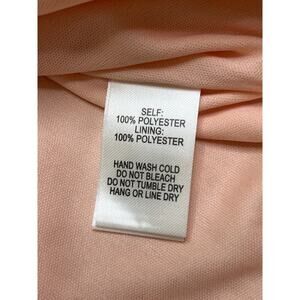 SELF:
100% POLYESTER
LINING:
100% POLYESTER
HAND WASH COLD
DO NOT BLEACH
DO NOT TUMBLE DRY
HANG OR LINE DRY